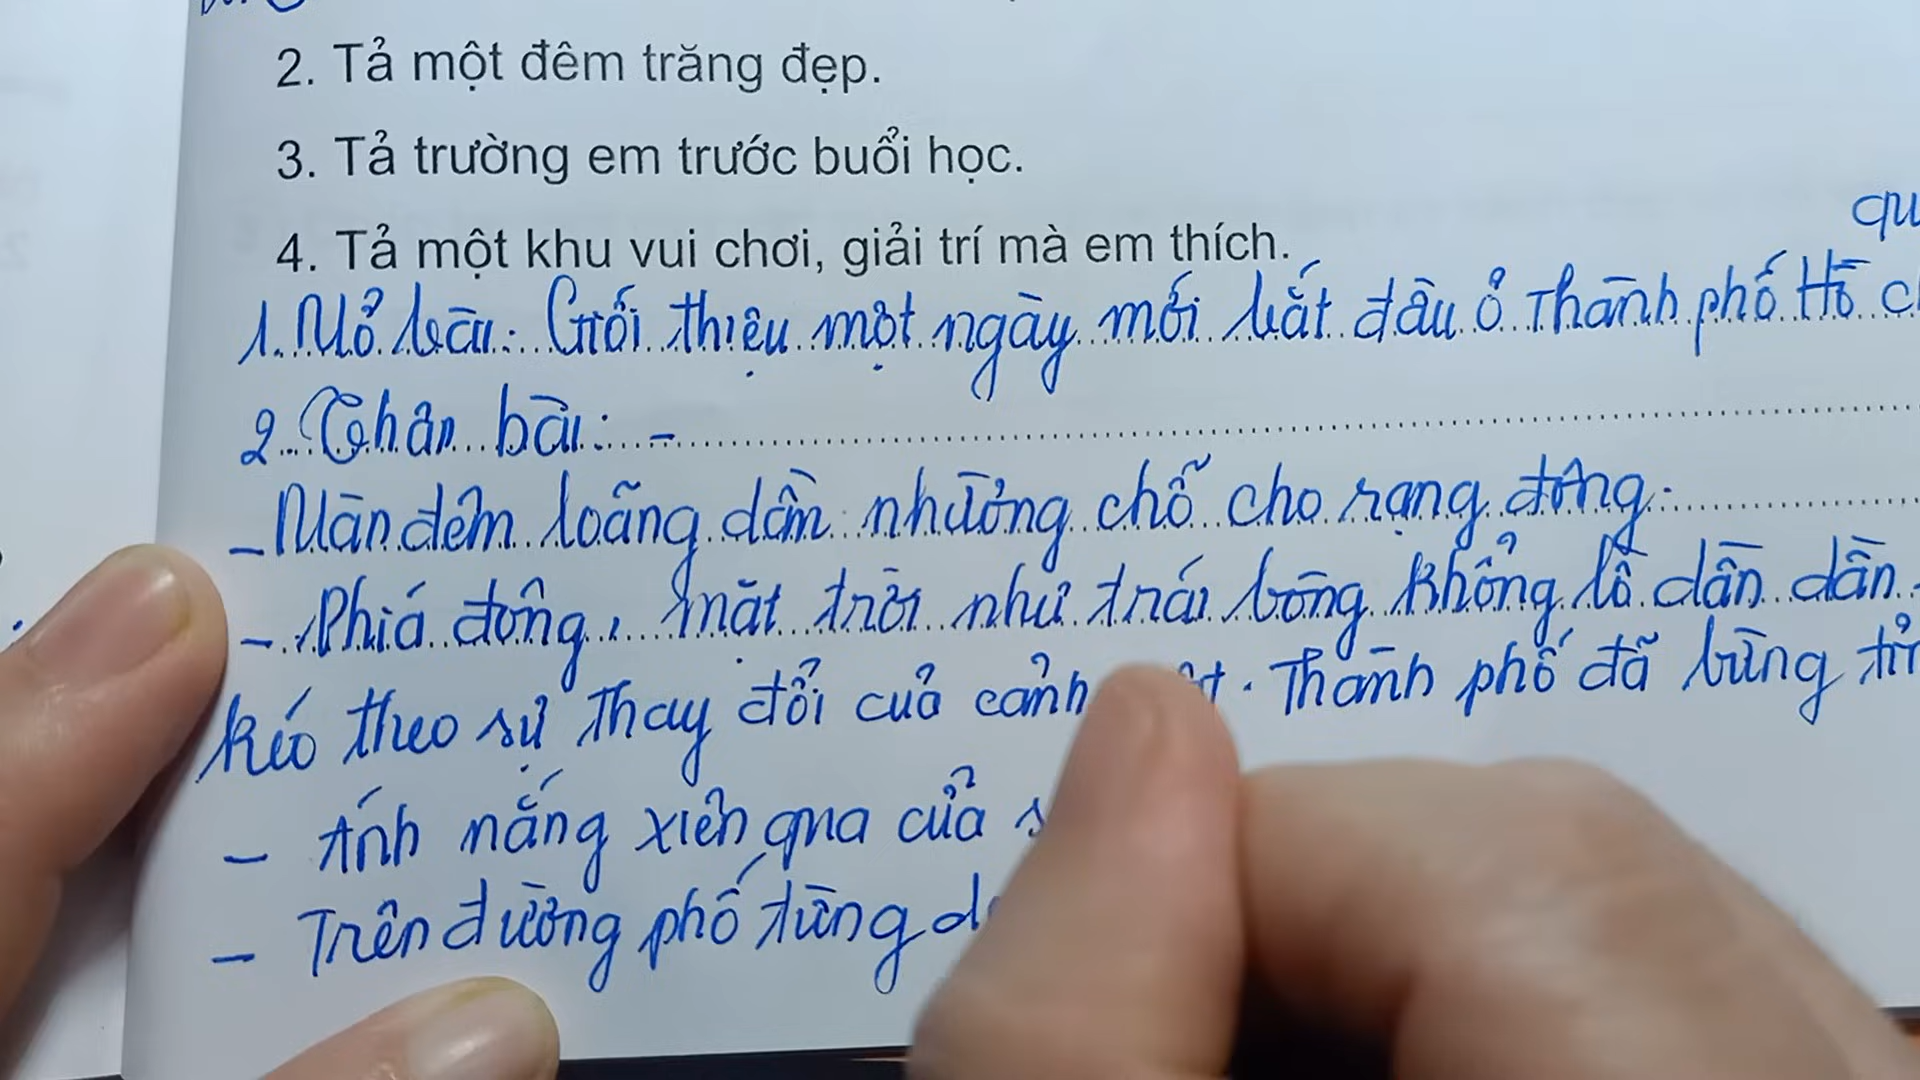 2. Tả một đêm trăng đẹp.
3. Tả trường em trước buổi học.
4. Tả một khu vui chơi, giải trí mà em thích.
qu
1. Mở bài: Giới thiệu một ngày mới bắt đầu ở Thành phố Hồ
2. Thân bài: -
- Màn đêm loãng dần nhường chỗ cho rạng đông.
- Phía đông, mặt trời như trái bóng khổng lồ dần dần
kéo theo sự thay đổi của cảnh. Thành phố đã bừng
- Ánh nắng xiên qua cửa
- Trên đường phố từng